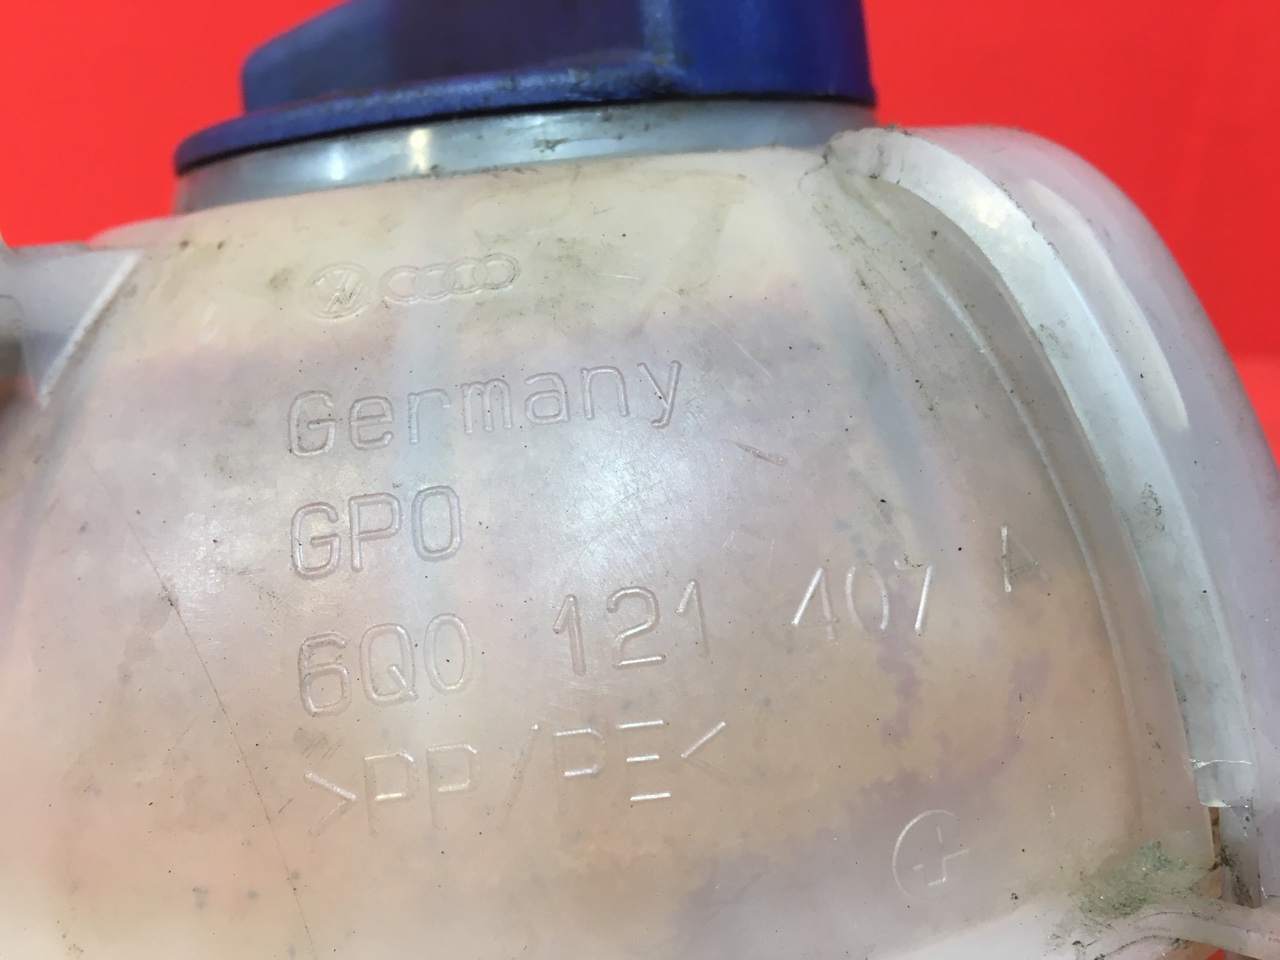 Germany
GPO
6Q0 121 407 A
>PP/PE<